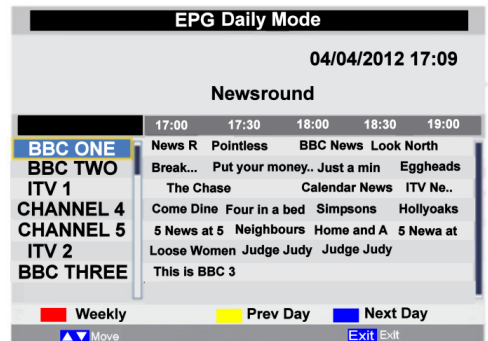 EPG Daily Mode
04/04/2012 17:09
Newsround
17:00 17:30 18:00 18:30 19:00
BBC ONE News R Pointless BBC News Look North
BBC TWO Break... Put your money.. Just a min Eggheads
ITV 1 The Chase Calendar News ITV Ne..
CHANNEL 4 Come Dine Four in a bed Simpsons Hollyoaks
CHANNEL 5 5 News at 5 Neighbours Home and A 5 Newa at
ITV 2 Loose Women Judge Judy Judge Judy
BBC THREE This is BBC 3
Weekly Prev Day Next Day
Move Exit Exit